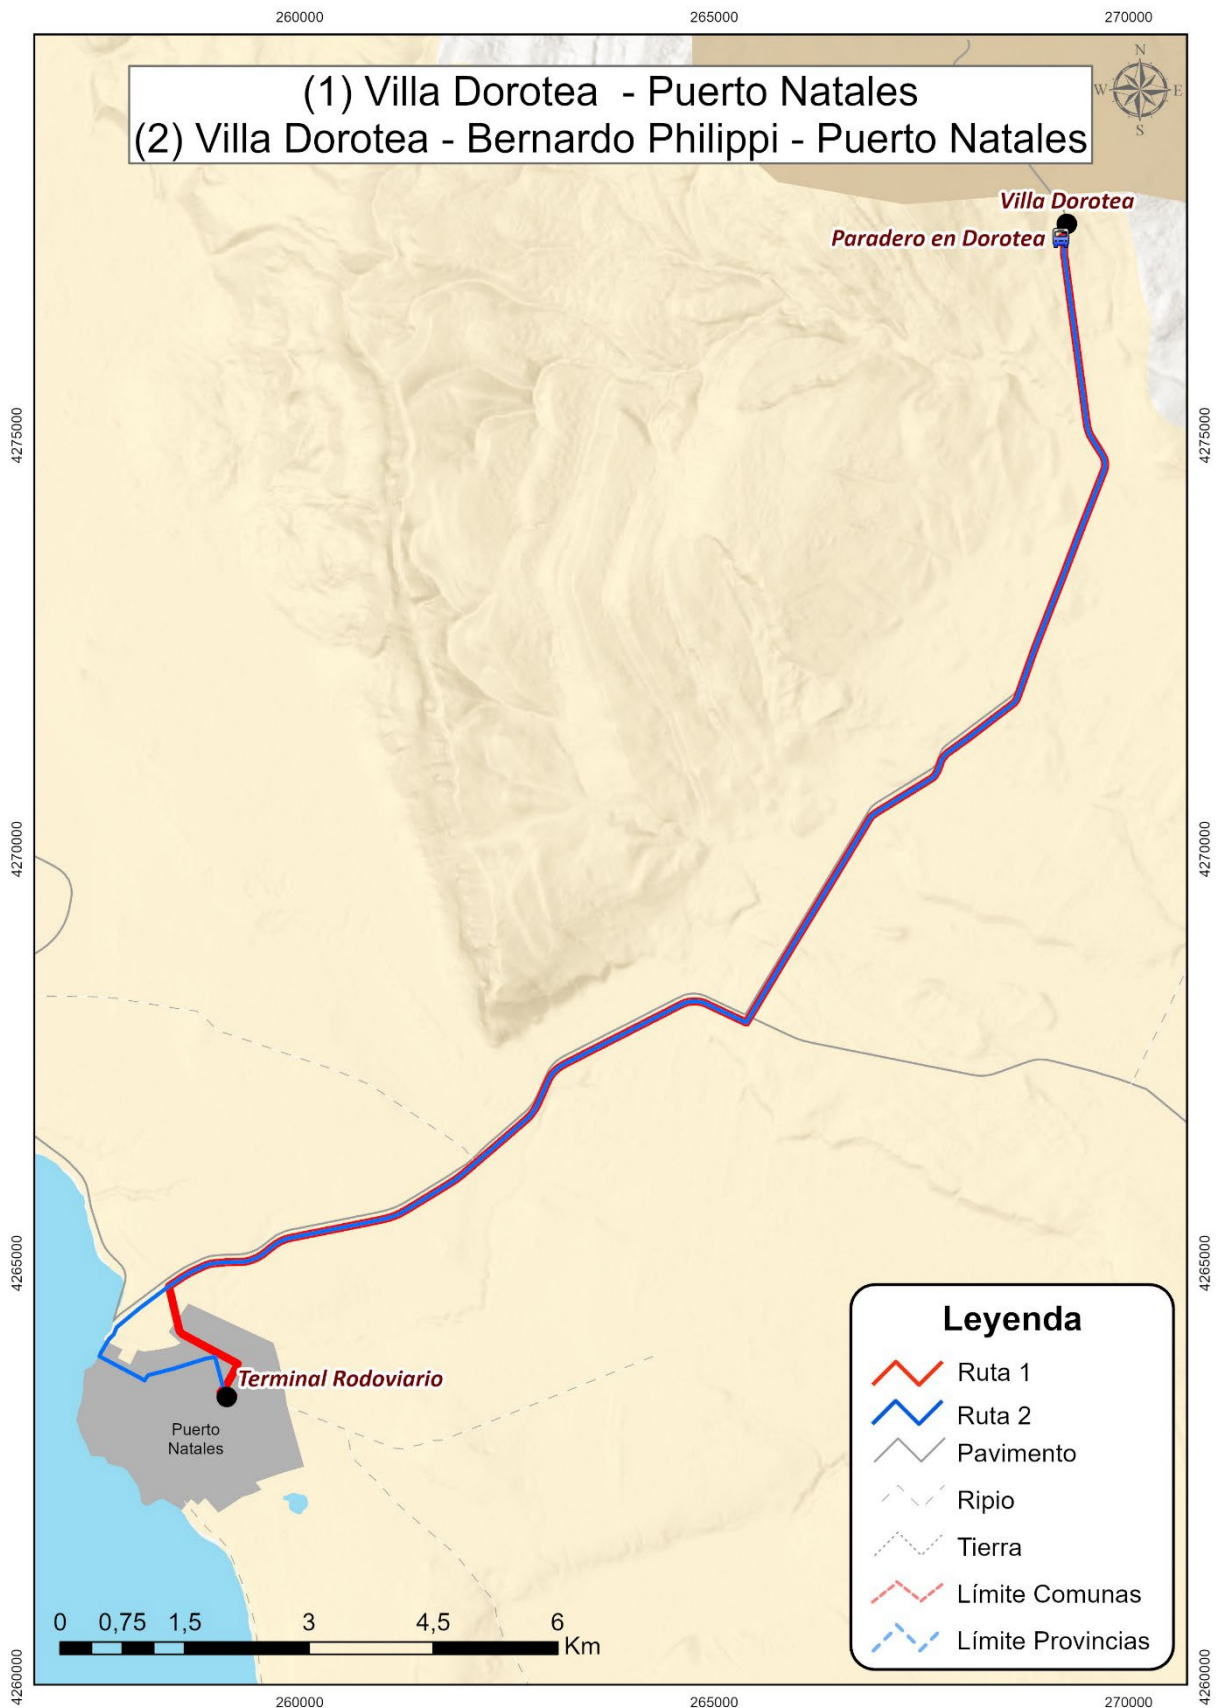 260000
265000
270000
(1) Villa Dorotea - Puerto Natales
(2) Villa Dorotea - Bernardo Philippi - Puerto Natales
N
W
E
S
Villa Dorotea
Paradero en Dorotea
4275000
4275000
4270000
4270000
4265000
4265000
Terminal Rodoviario
Puerto
Natales
Leyenda
Ruta 1
Ruta 2
Pavimento
Ripio
Tierra
Límite Comunas
Límite Provincias
0 0,75 1,5 3 4,5 6
Km
4260000
4260000
260000
265000
270000